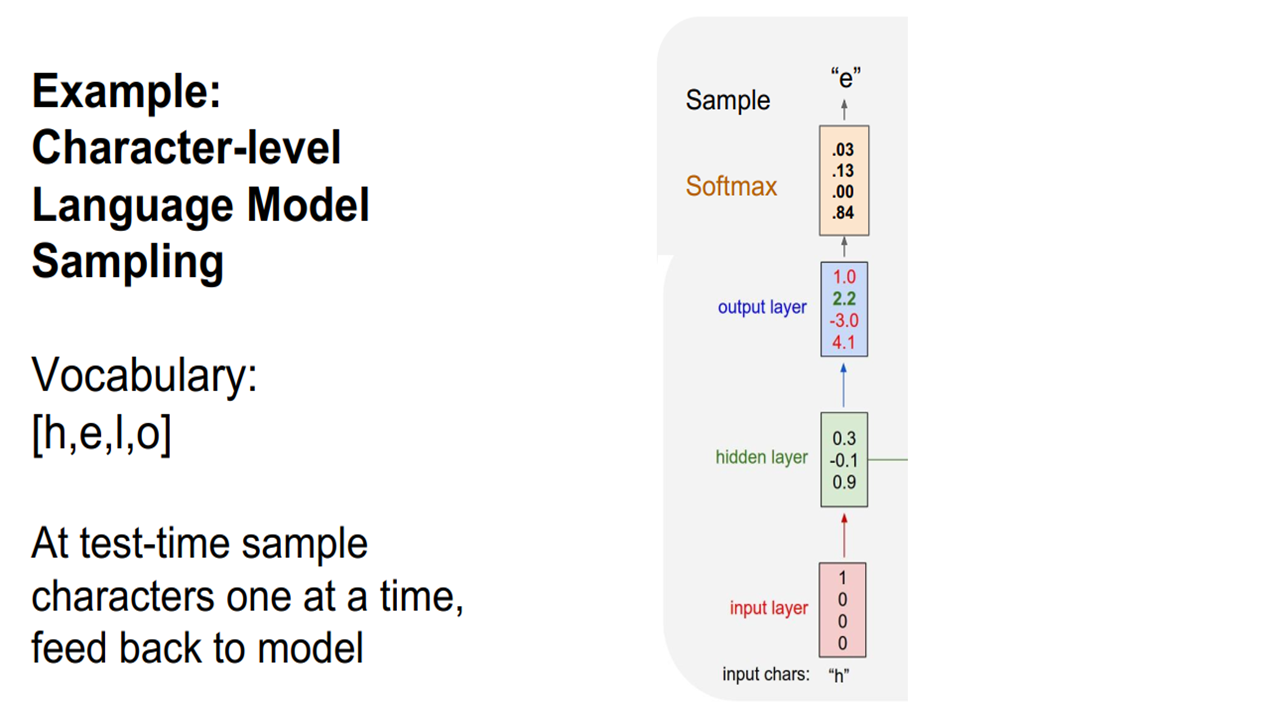 Example:
Character-level
Language Model
Sampling
Vocabulary:
[h,e,l,o]
At test-time sample
characters one at a time,
feed back to model
“e”
Sample
Softmax
.03
.13
.00
.84
output layer
1.0
2.2
-3.0
4.1
hidden layer
0.3
-0.1
0.9
input layer
1
0
0
0
input chars: “h”